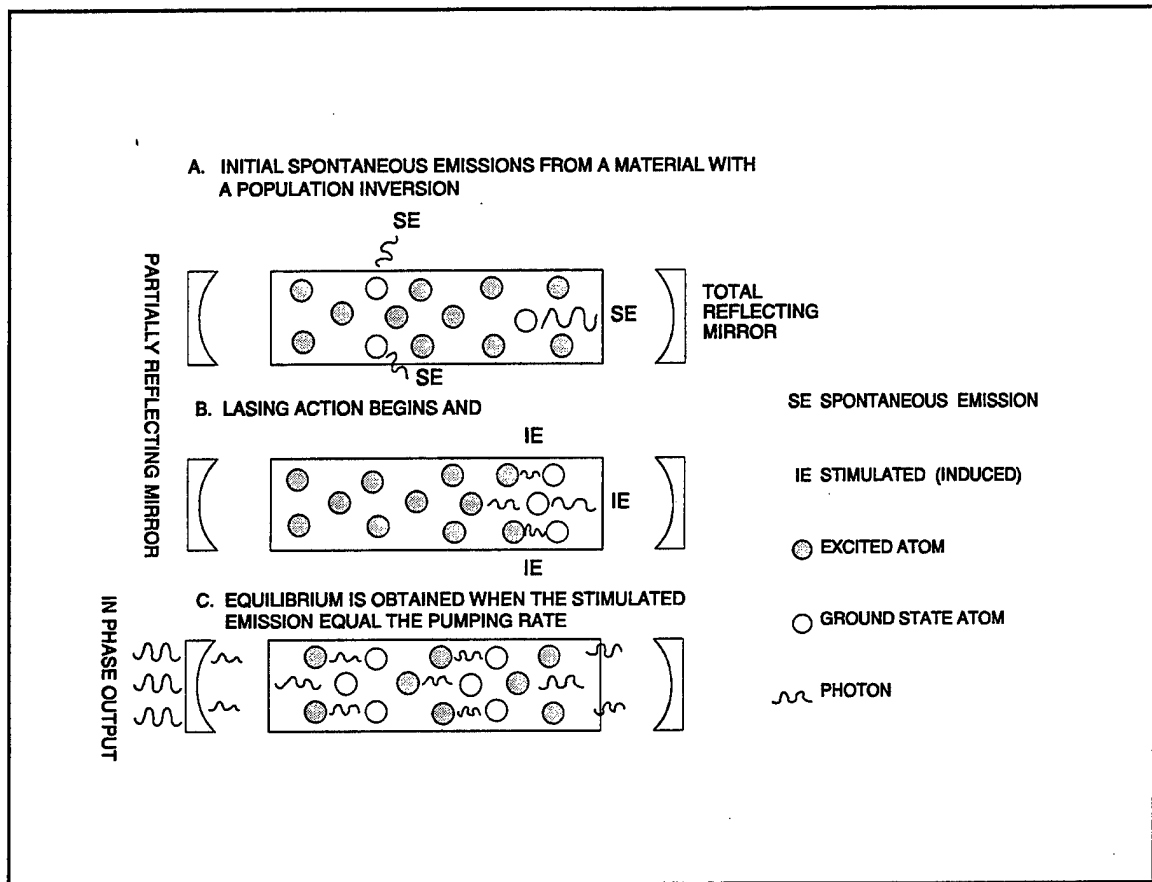 A. INITIAL SPONTANEOUS EMISSIONS FROM A MATERIAL WITH
A POPULATION INVERSION
SE
PARTIALLY REFLECTING MIRROR
SE
TOTAL
REFLECTING
MIRROR
SE
B. LASING ACTION BEGINS AND
SE SPONTANEOUS EMISSION
IE
IE STIMULATED (INDUCED)
IE
EXCITED ATOM
IE
C. EQUILIBRIUM IS OBTAINED WHEN THE STIMULATED
EMISSION EQUAL THE PUMPING RATE
GROUND STATE ATOM
IN PHASE OUTPUT
PHOTON